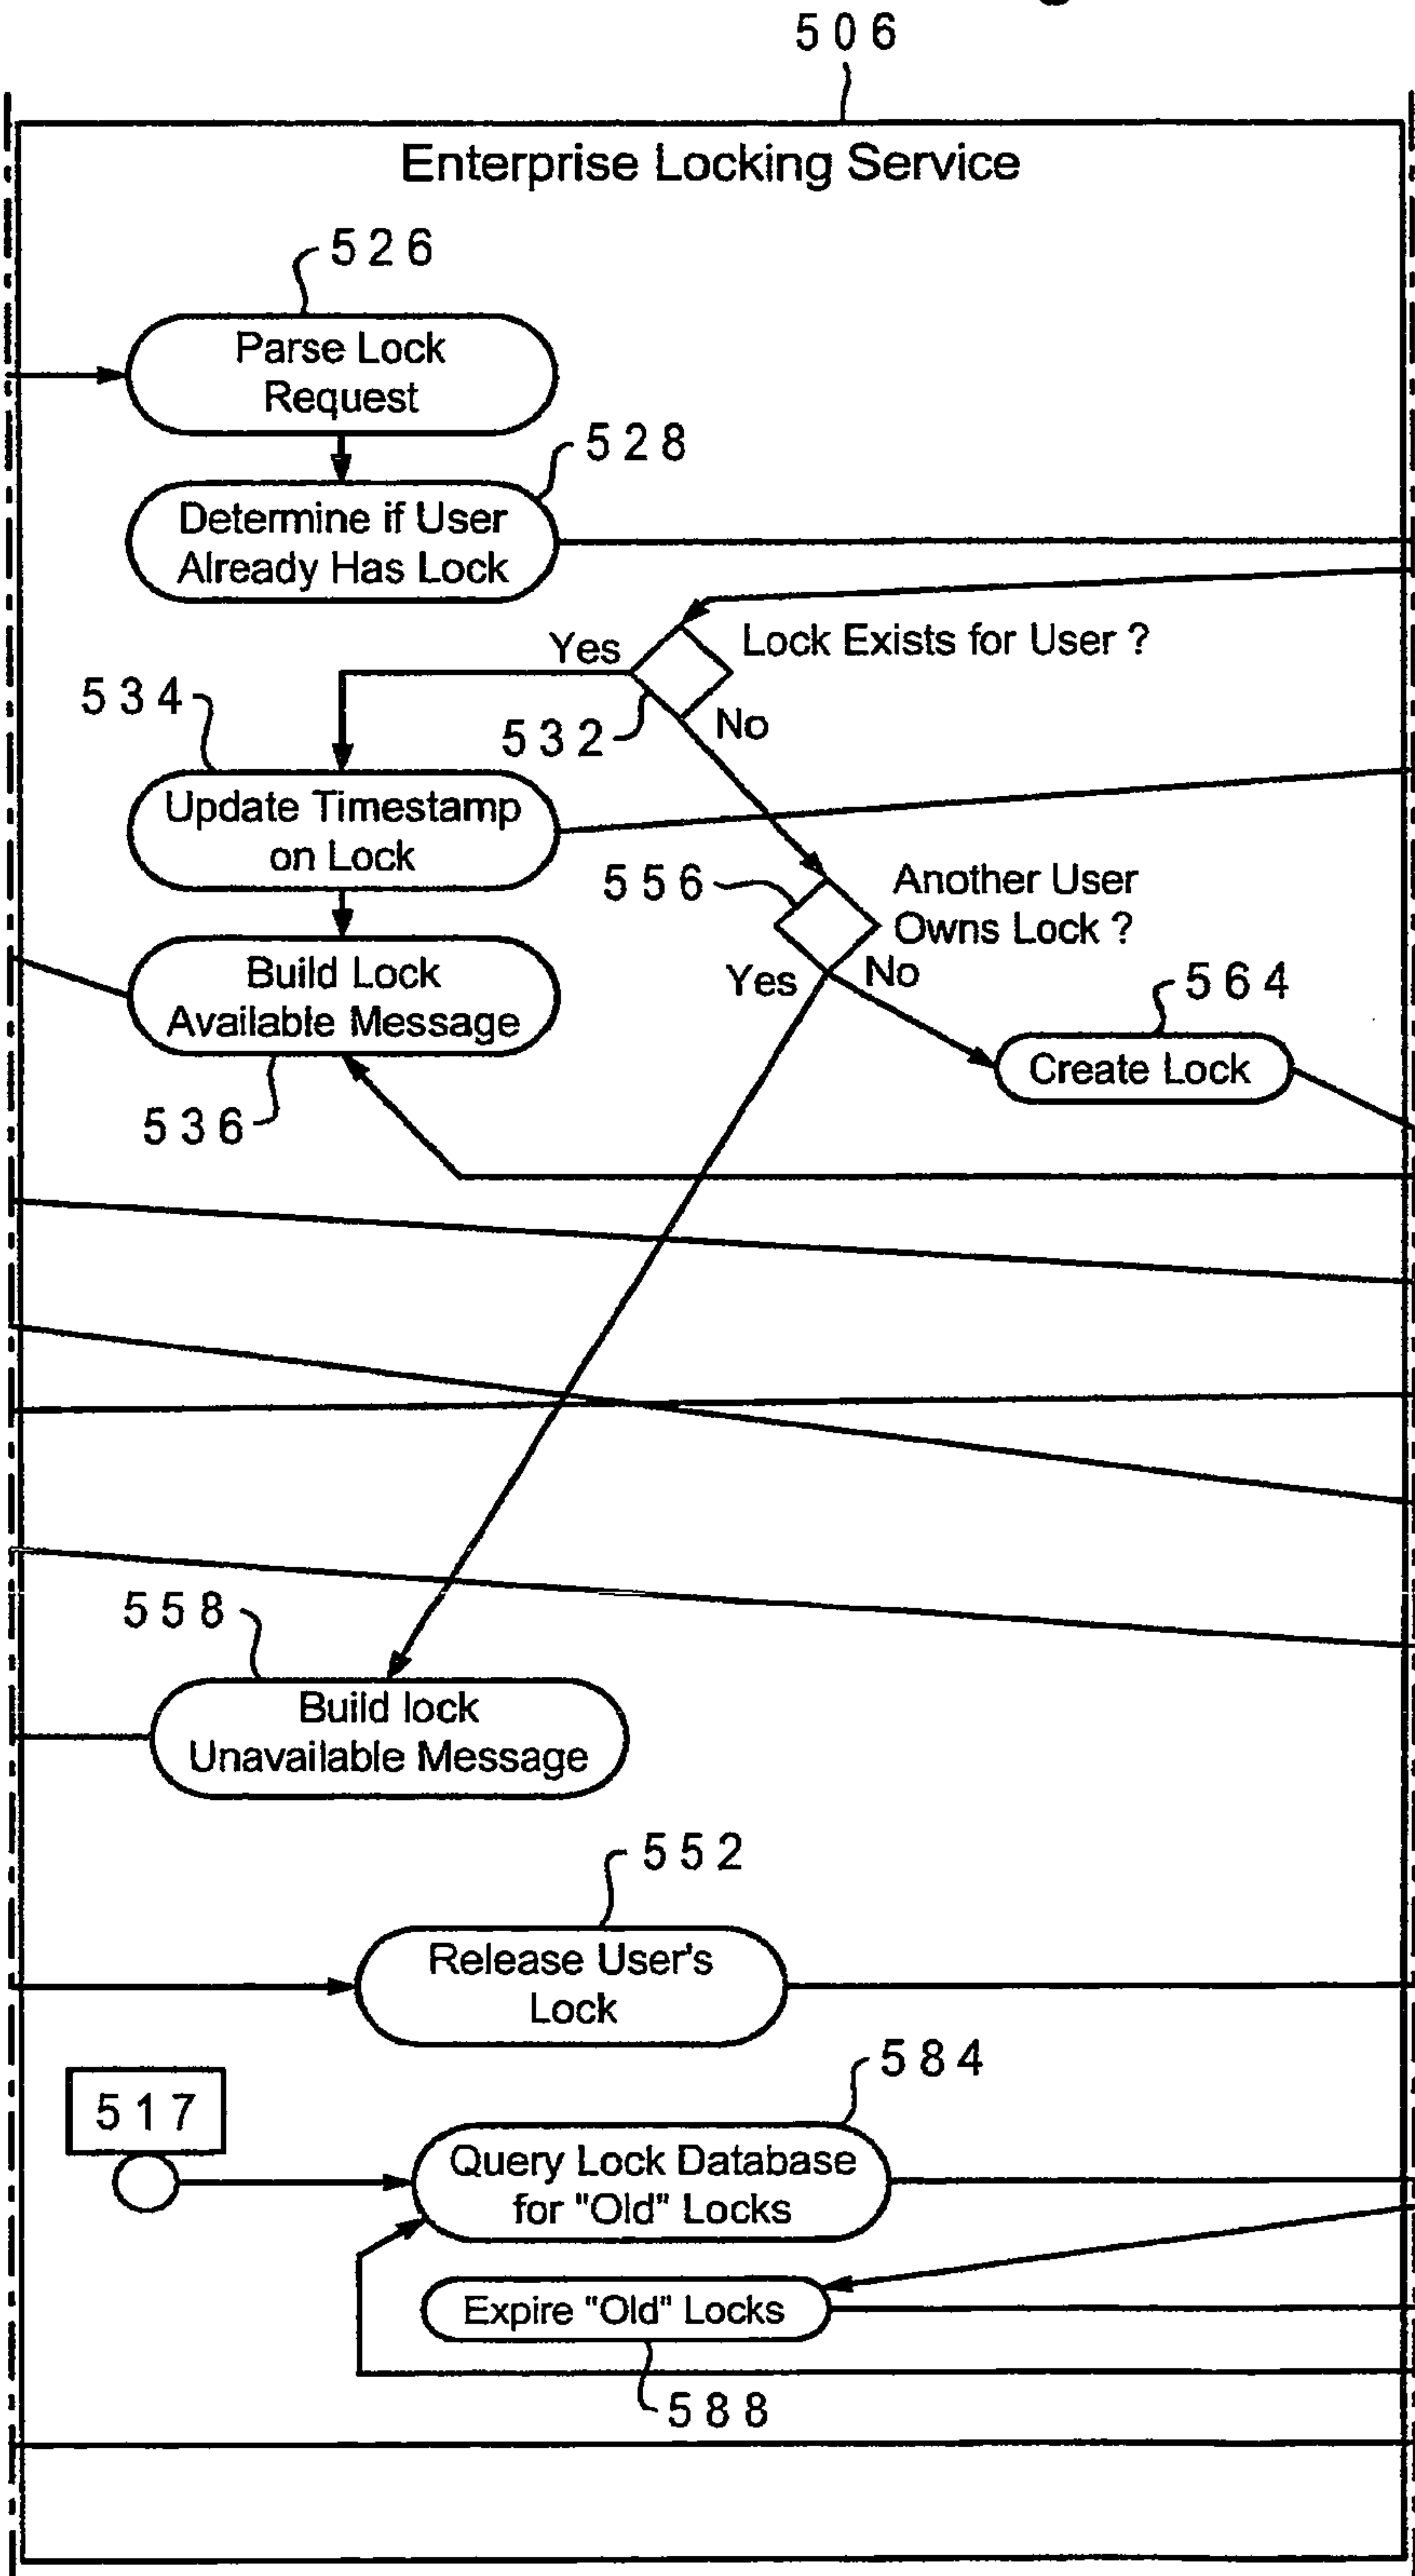 506
Enterprise Locking Service
526
Parse Lock
Request
528
Determine if User
Already Has Lock
Yes
Lock Exists for User ?
534
532
No
Update Timestamp
on Lock
556
Another User
Owns Lock ?
Build Lock
Available Message
Yes
No
564
Create Lock
536
558
Build lock
Unavailable Message
552
Release User's
Lock
584
517
Query Lock Database
for "Old" Locks
Expire "Old" Locks
588